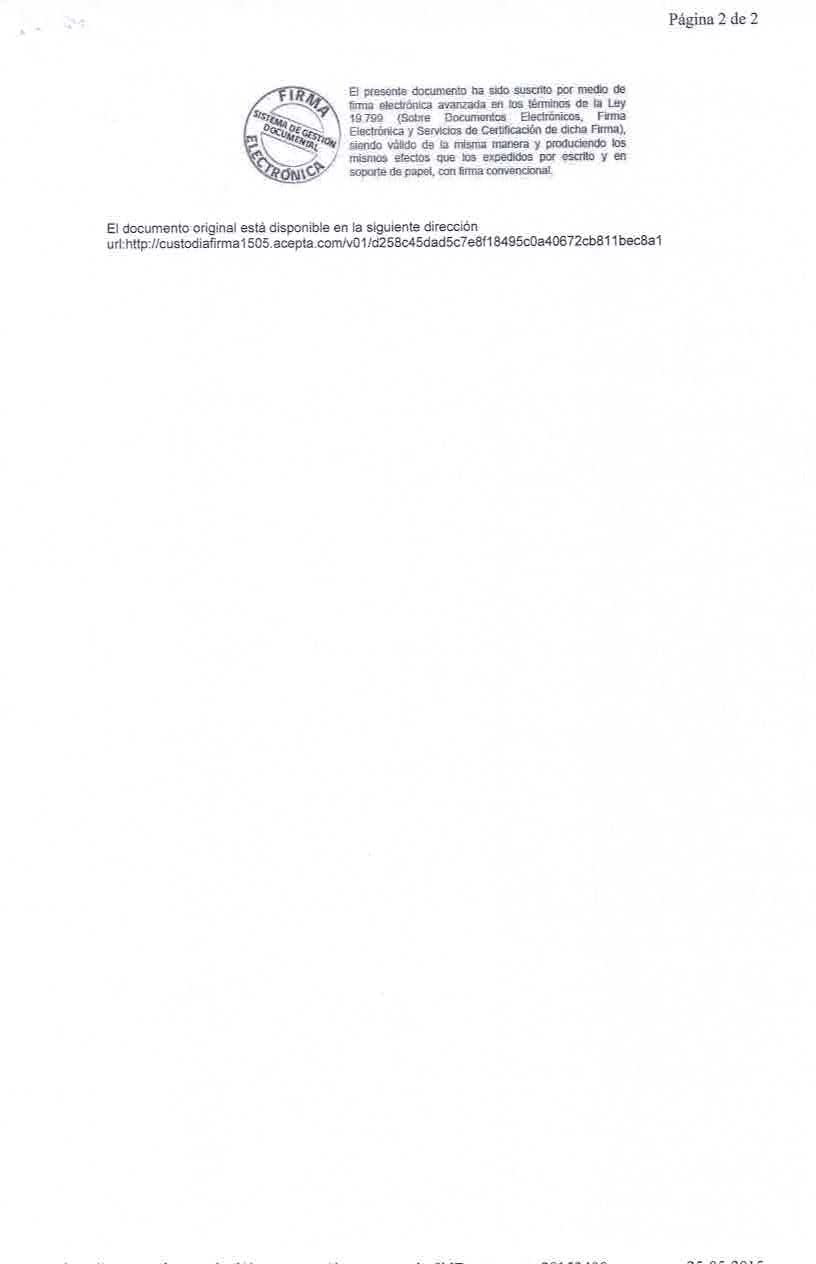 Página 2 de 2
FIRMA
SISTEMA DE GESTIÓN
DOCUMENTAL
ELECTRÓNICA
El presente documento ha sido suscrito por medio de
firma electrónica avanzada en los términos de la Ley
19.799 (Sobre Documentos Electrónicos, Firma
Electrónica y Servicios de Certificación de dicha Firma),
siendo válido de la misma manera y produciendo los
mismos efectos que los expedidos por escrito y en
soporte de papel, con firma convencional.
El documento original está disponible en la siguiente dirección
url:http://custodiafirma1505.acepta.com/v01/d258c45dad5c7e8f18495c0a40672cb811bec8a1